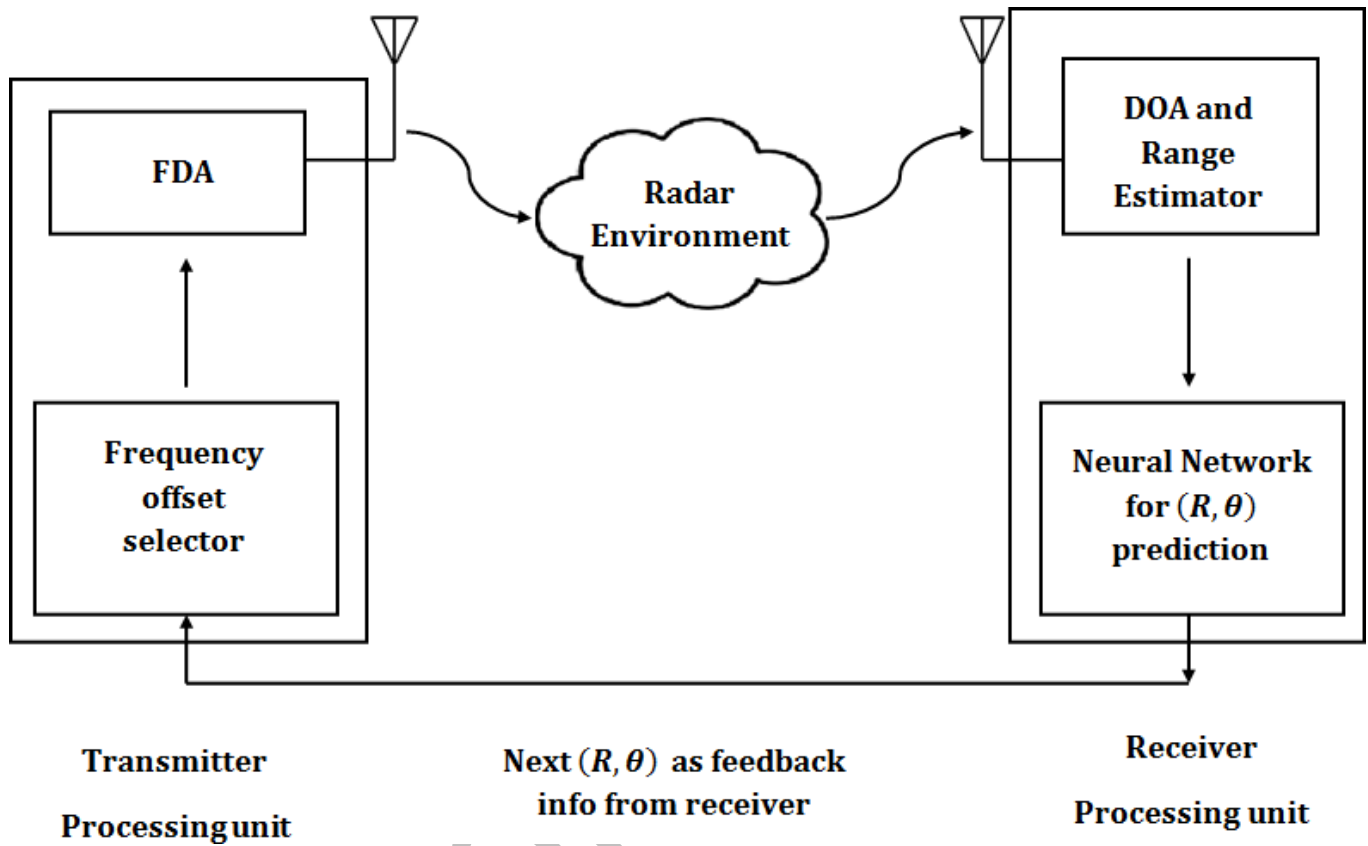 FDA
Radar
Environment
DOA and
Range
Estimator
Frequency
offset
selector
Neural Network
for (R, θ)
prediction
Transmitter
Processing unit
Next (R, θ) as feedback
info from receiver
Receiver
Processing unit